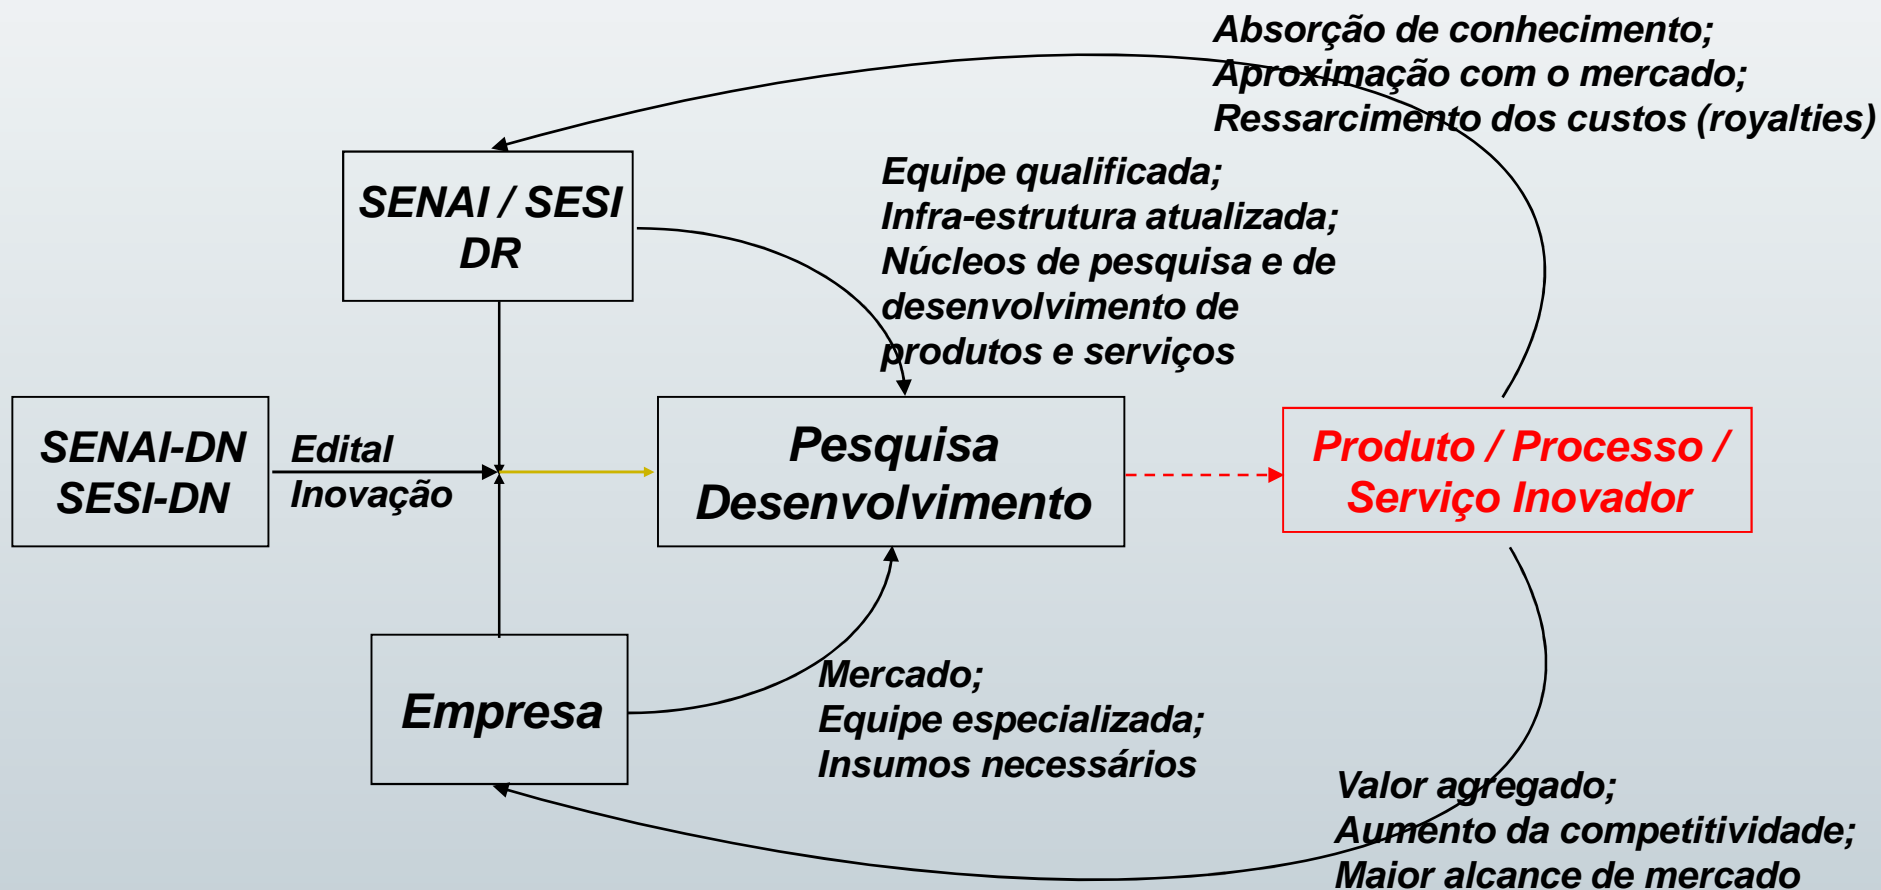 Absorção de conhecimento;
Aproximação com o mercado;
Ressarcimento dos custos (royalties)
SENAI / SESI
DR
Equipe qualificada;
Infra-estrutura atualizada;
Núcleos de pesquisa e de
desenvolvimento de
produtos e serviços
SENAI-DN
SESI-DN
Edital
Inovação
Pesquisa
Desenvolvimento
Produto / Processo /
Serviço Inovador
Empresa
Mercado;
Equipe especializada;
Insumos necessários
Valor agregado;
Aumento da competitividade;
Maior alcance de mercado